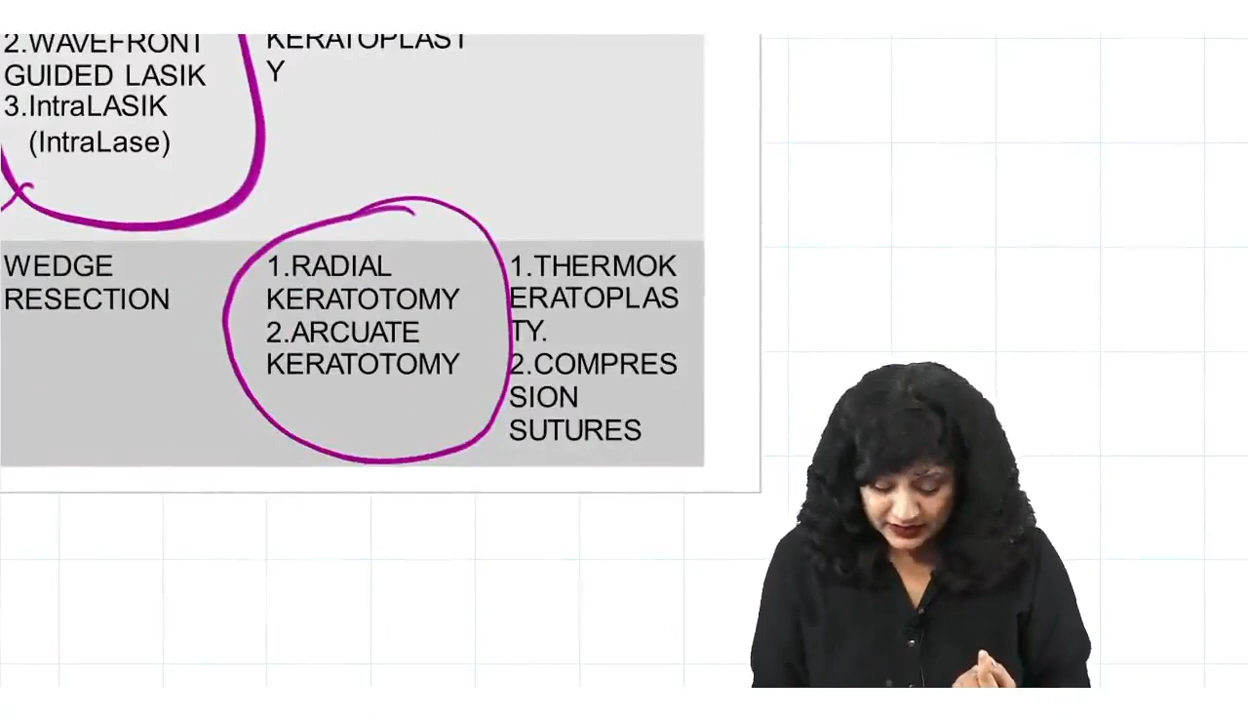 2.WAVEFRONT
GUIDED LASIK
3.IntraLASIK
(IntraLase)
KERATOPLAST
Y
WEDGE
RESECTION
1.RADIAL
KERATOTOMY
2.ARCUATE
KERATOTOMY
1.THERMOK
ERATOPLAS
TY.
2.COMPRES
SION
SUTURES